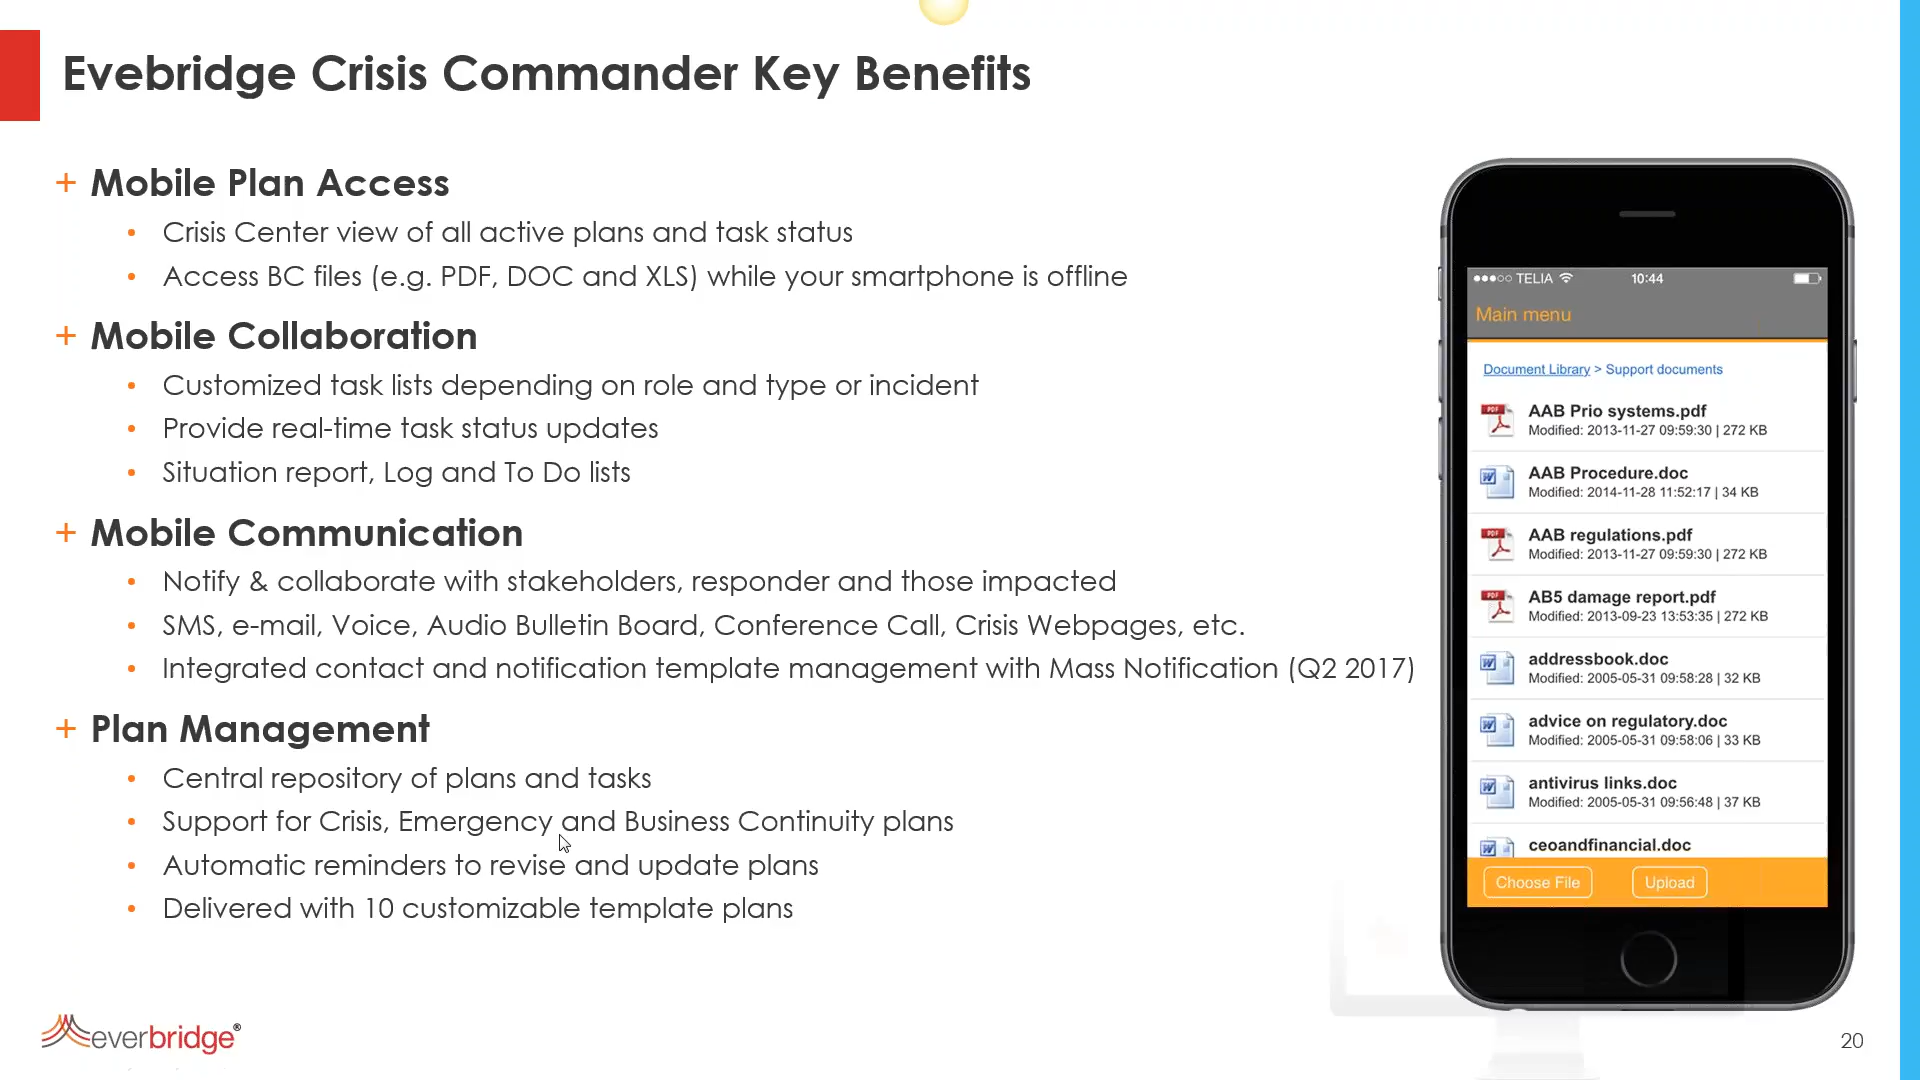 Evebridge Crisis Commander Key Benefits
+ Mobile Plan Access
• Crisis Center view of all active plans and task status
• Access BC files (e.g. PDF, DOC and XLS) while your smartphone is offline
+ Mobile Collaboration
• Customized task lists depending on role and type or incident
• Provide real-time task status updates
• Situation report, Log and To Do lists
+ Mobile Communication
• Notify & collaborate with stakeholders, responder and those impacted
• SMS, e-mail, Voice, Audio Bulletin Board, Conference Call, Crisis Webpages, etc.
• Integrated contact and notification template management with Mass Notification (Q2 2017)
+ Plan Management
• Central repository of plans and tasks
• Support for Crisis, Emergency and Business Continuity plans
• Automatic reminders to revise and update plans
• Delivered with 10 customizable template plans
TELIA 10:44
Main menu
Document Library > Support documents
PDF
AAB Prio systems.pdf
Modified: 2013-11-27 09:59:30 | 272 KB
W
AAB Procedure.doc
Modified: 2014-11-28 11:52:17 | 34 KB
PDF
AAB regulations.pdf
Modified: 2013-11-27 09:59:30 | 272 KB
PDF
AB5 damage report.pdf
Modified: 2013-09-23 13:53:35 | 272 KB
W
addressbook.doc
Modified: 2005-05-31 09:58:28 | 32 KB
W
advice on regulatory.doc
Modified: 2005-05-31 09:58:06 | 33 KB
W
antivirus links.doc
Modified: 2005-05-31 09:56:48 | 37 KB
W
ceoandfinancial.doc
Choose File Upload
everbridge®
20